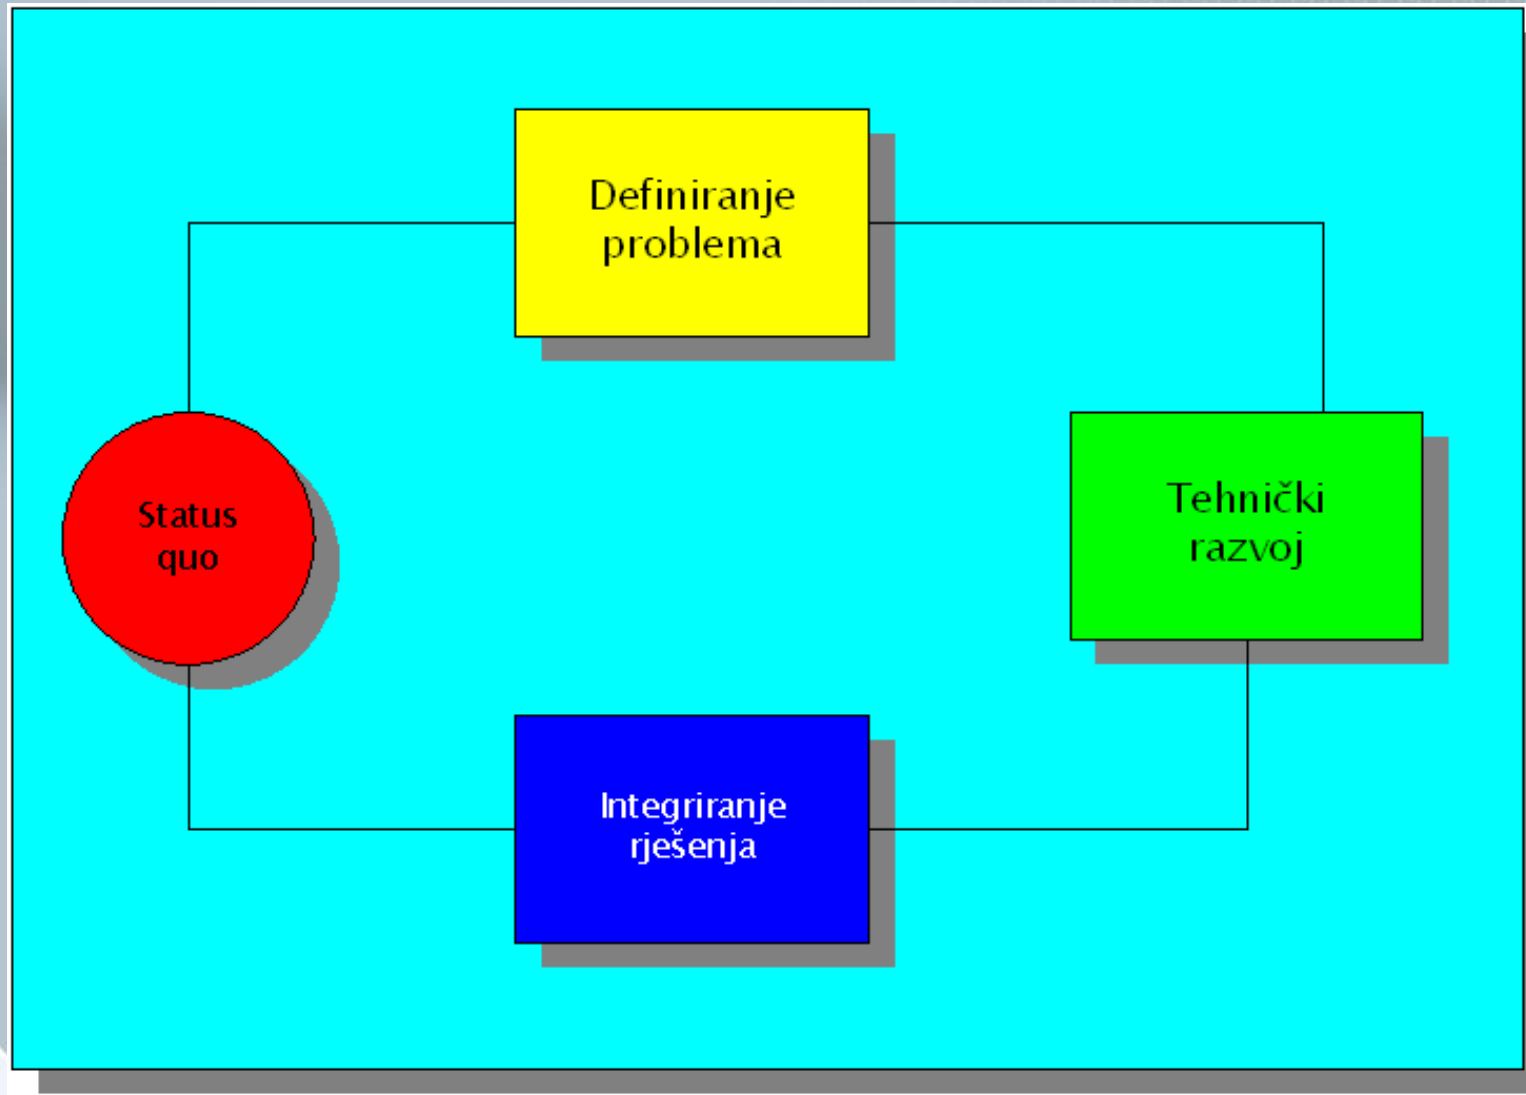 Definiranje
problema
Status
quo
Tehnički
razvoj
Integriranje
rješenja